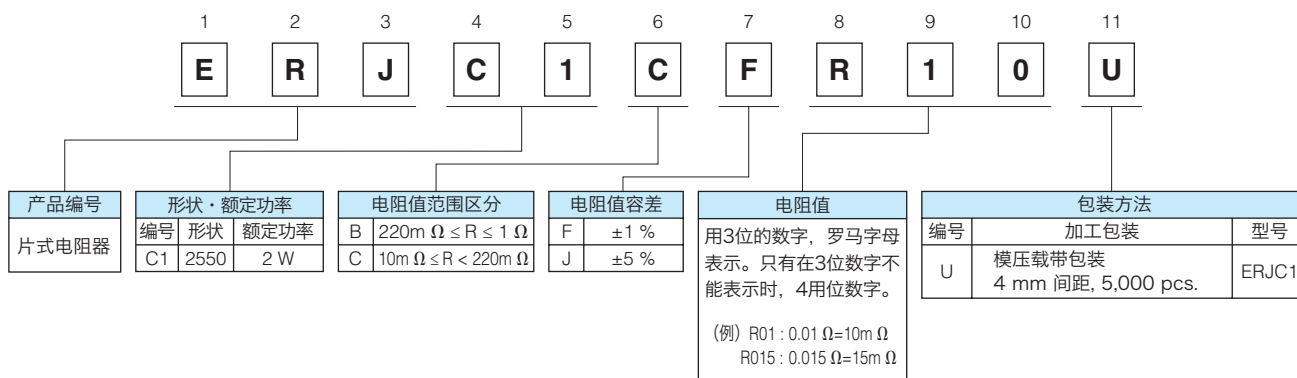 1 2 3 4 5 6 7 8 9 10 11
E R J C 1 C F R 1 0 U
产品编号
片式电阻器
形状・额定功率
编号 形状 额定功率
C1 2550 2 W
电阻值范围区分
B 220m Ω ≤ R ≤ 1 Ω
C 10m Ω ≤ R < 220m Ω
电阻值容差
F ±1 %
J ±5 %
电阻值
用3位的数字，罗马字母
表示。只有在3位数字不
能表示时，4用位数字。
（例）R01 : 0.01 Ω=10m Ω
R015 : 0.015 Ω=15m Ω
包装方法
编号 加工包装 型号
U 模压载带包装 ERJC1
4 mm 间距, 5,000 pcs.